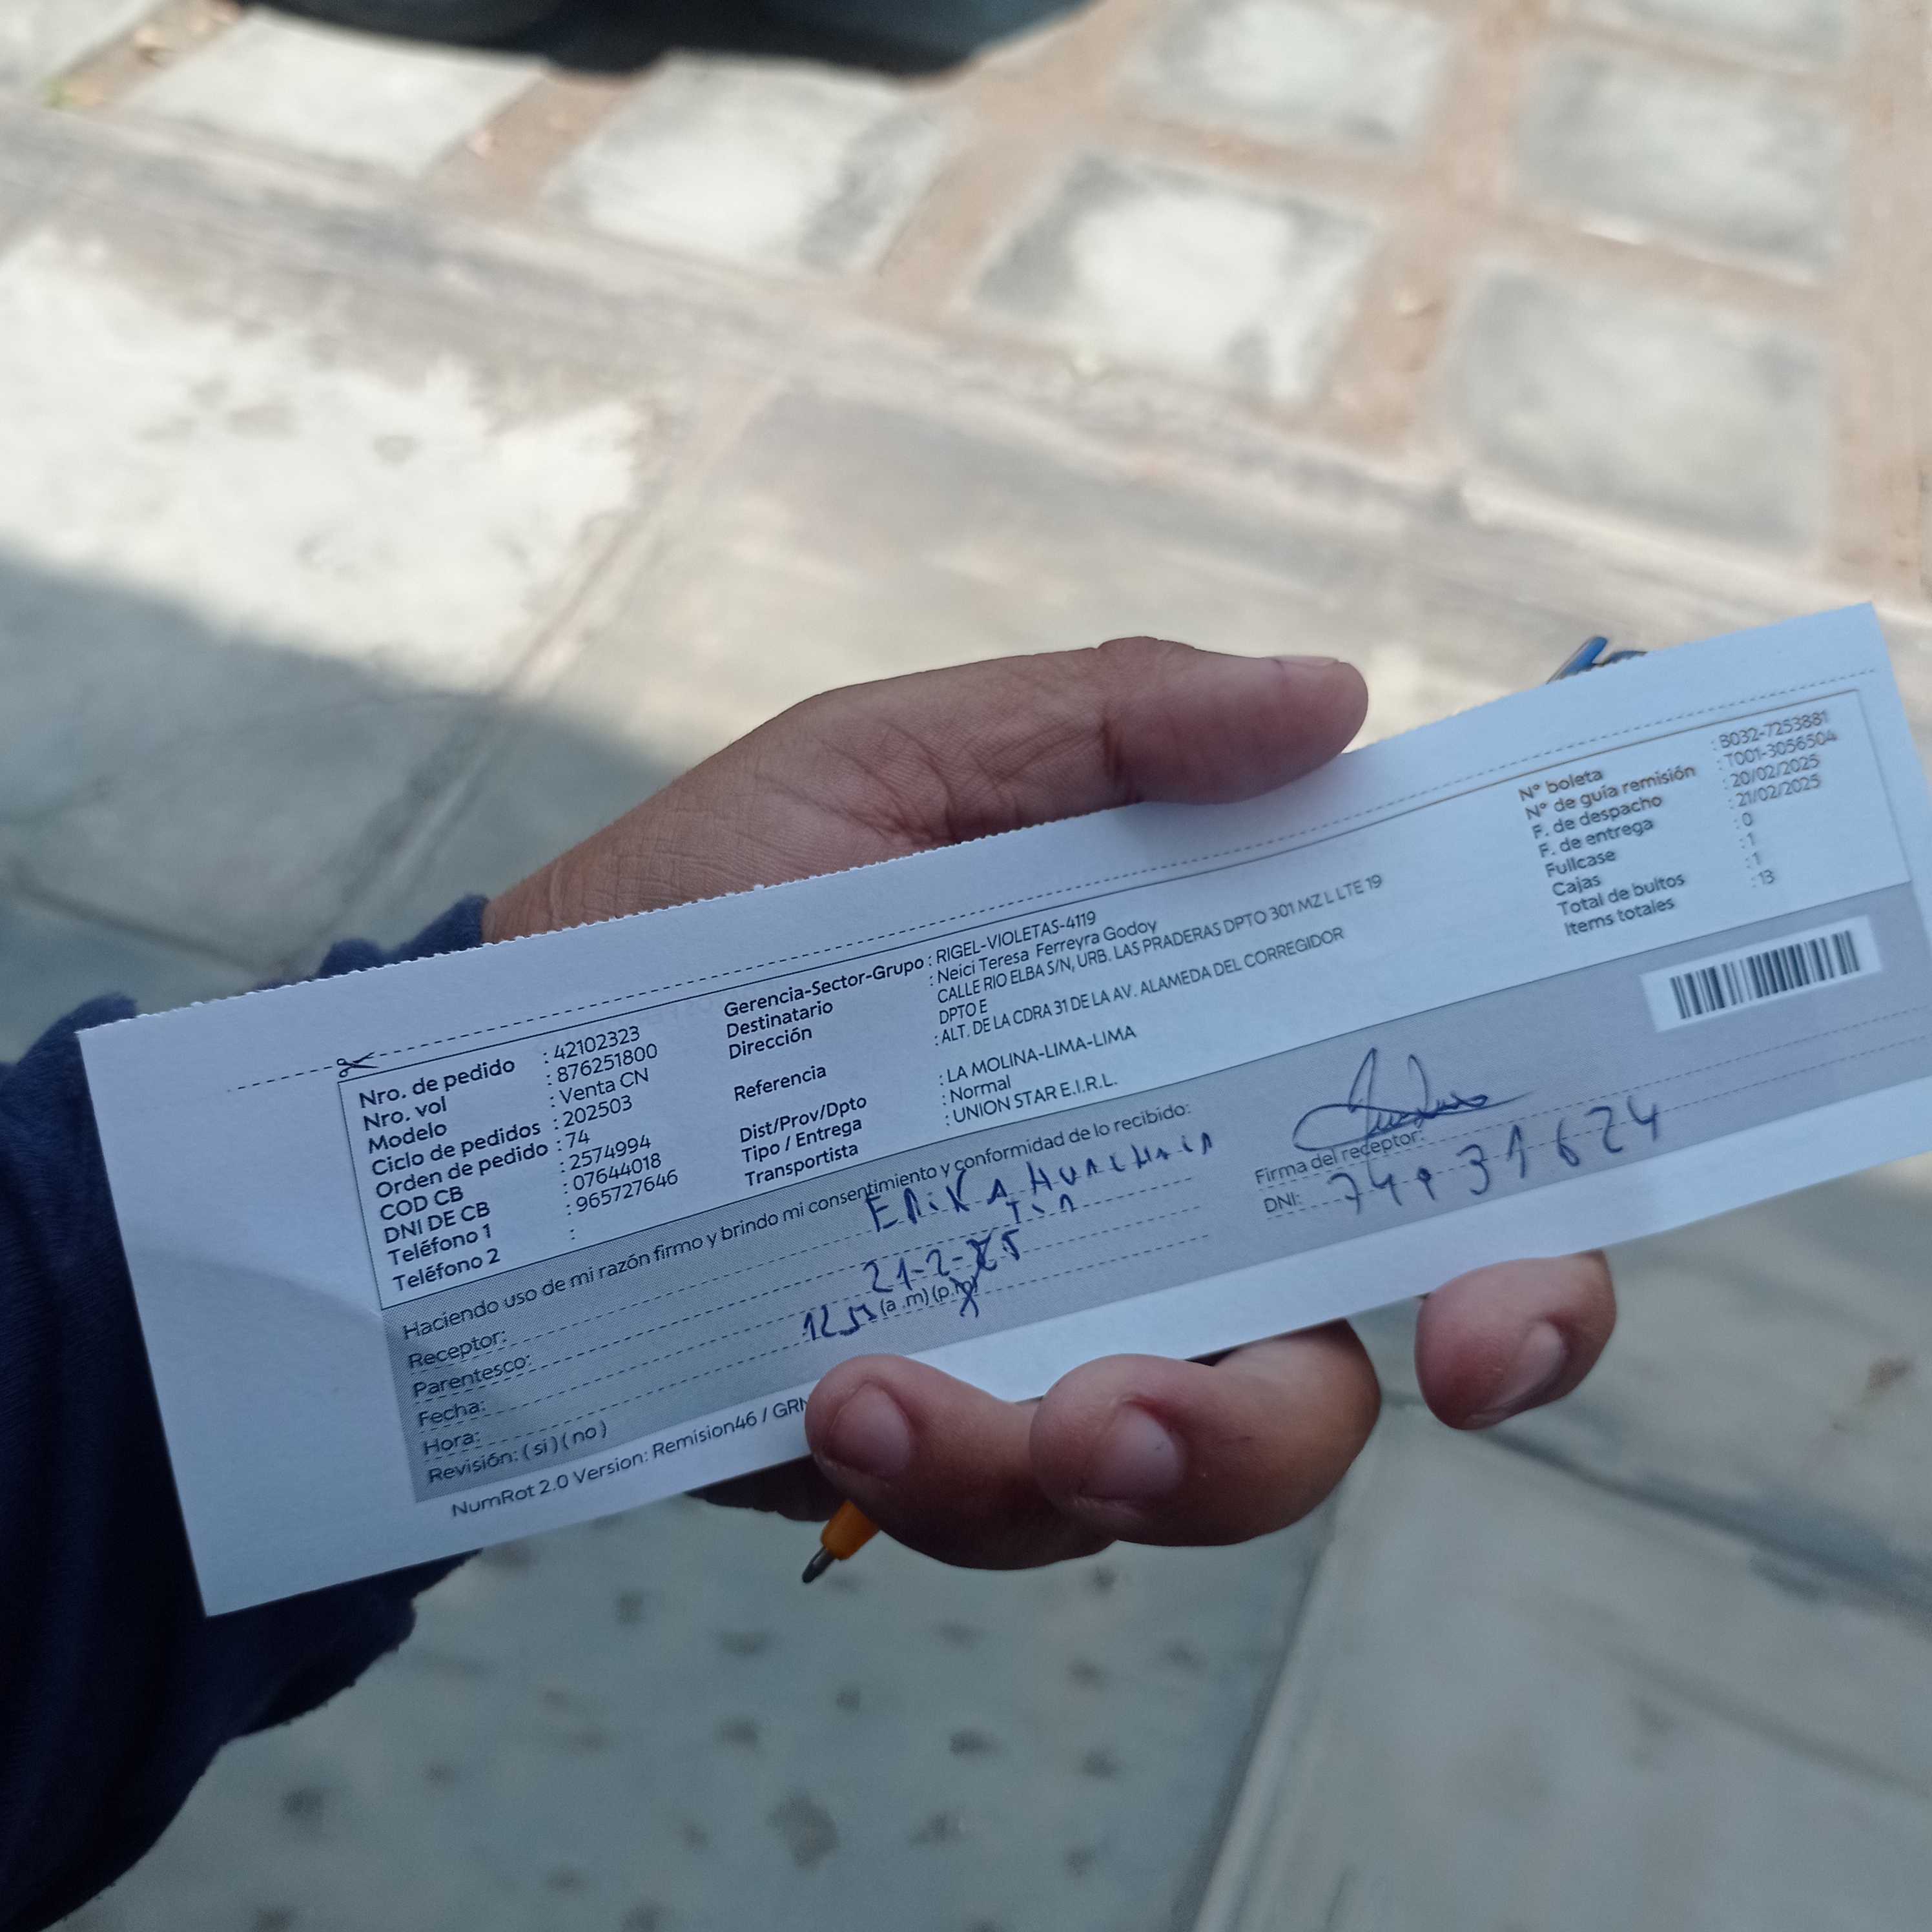 Nro. de pedido : 42102323
Nro. vol : 876251800
Modelo : Venta CN
Ciclo de pedidos : 202503
Orden de pedido : 74
COD CB : 2574994
DNI DE CB : 07644018
Teléfono 1 : 965727646
Teléfono 2 :
Gerencia-Sector-Grupo : RIGEL-VIOLETAS-4119
Destinatario : Neici Teresa Ferreyra Godoy
Dirección : CALLE RIO ELBA S/N, URB. LAS PRADERAS DPTO 301 MZ L LTE 19
DPTO E
Referencia : ALT. DE LA CDRA 31 DE LA AV. ALAMEDA DEL CORREGIDOR
Dist/Prov/Dpto : LA MOLINA-LIMA-LIMA
Tipo / Entrega : Normal
Transportista : UNION STAR E.I.R.L.
N° boleta : B032-7253881
N° de guía remisión : T001-3056504
F. de despacho : 20/02/2025
F. de entrega : 21/02/2025
Fullcase : 0
Cajas : 1
Total de bultos : 1
Items totales : 13
Haciendo uso de mi razón firmo y brindo mi consentimiento y conformidad de lo recibido:
Receptor: ERIKA
Parentesco:
Fecha: 21-2-25
Hora: (a .m) (p.m)
Revisión: ( si ) ( no )
Firma del receptor:
DNI:
NumRot 2.0 Version: Remision46 / GRN